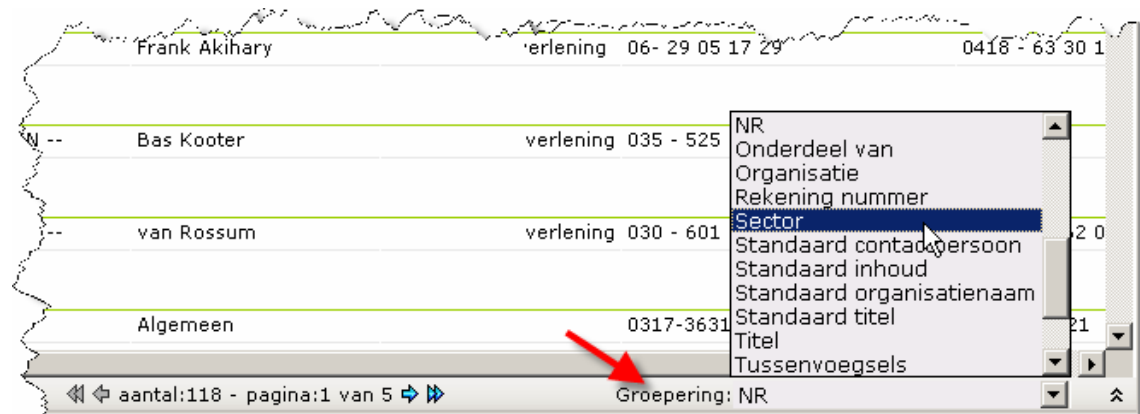 Frank Akihary erlening 06- 29 05 17 29 0418 - 63 30 1
N -- Bas Kooter verlening 035 - 525
-- van Rossum verlening 030 - 601 52 0
Algemeen 0317-3631 21
NR
Onderdeel van
Organisatie
Rekening nummer
Sector
Standaard contactpersoon
Standaard inhoud
Standaard organisatienaam
Standaard titel
Titel
Tussenvoegsels
aantal:118 - pagina:1 van 5 Groepering: NR